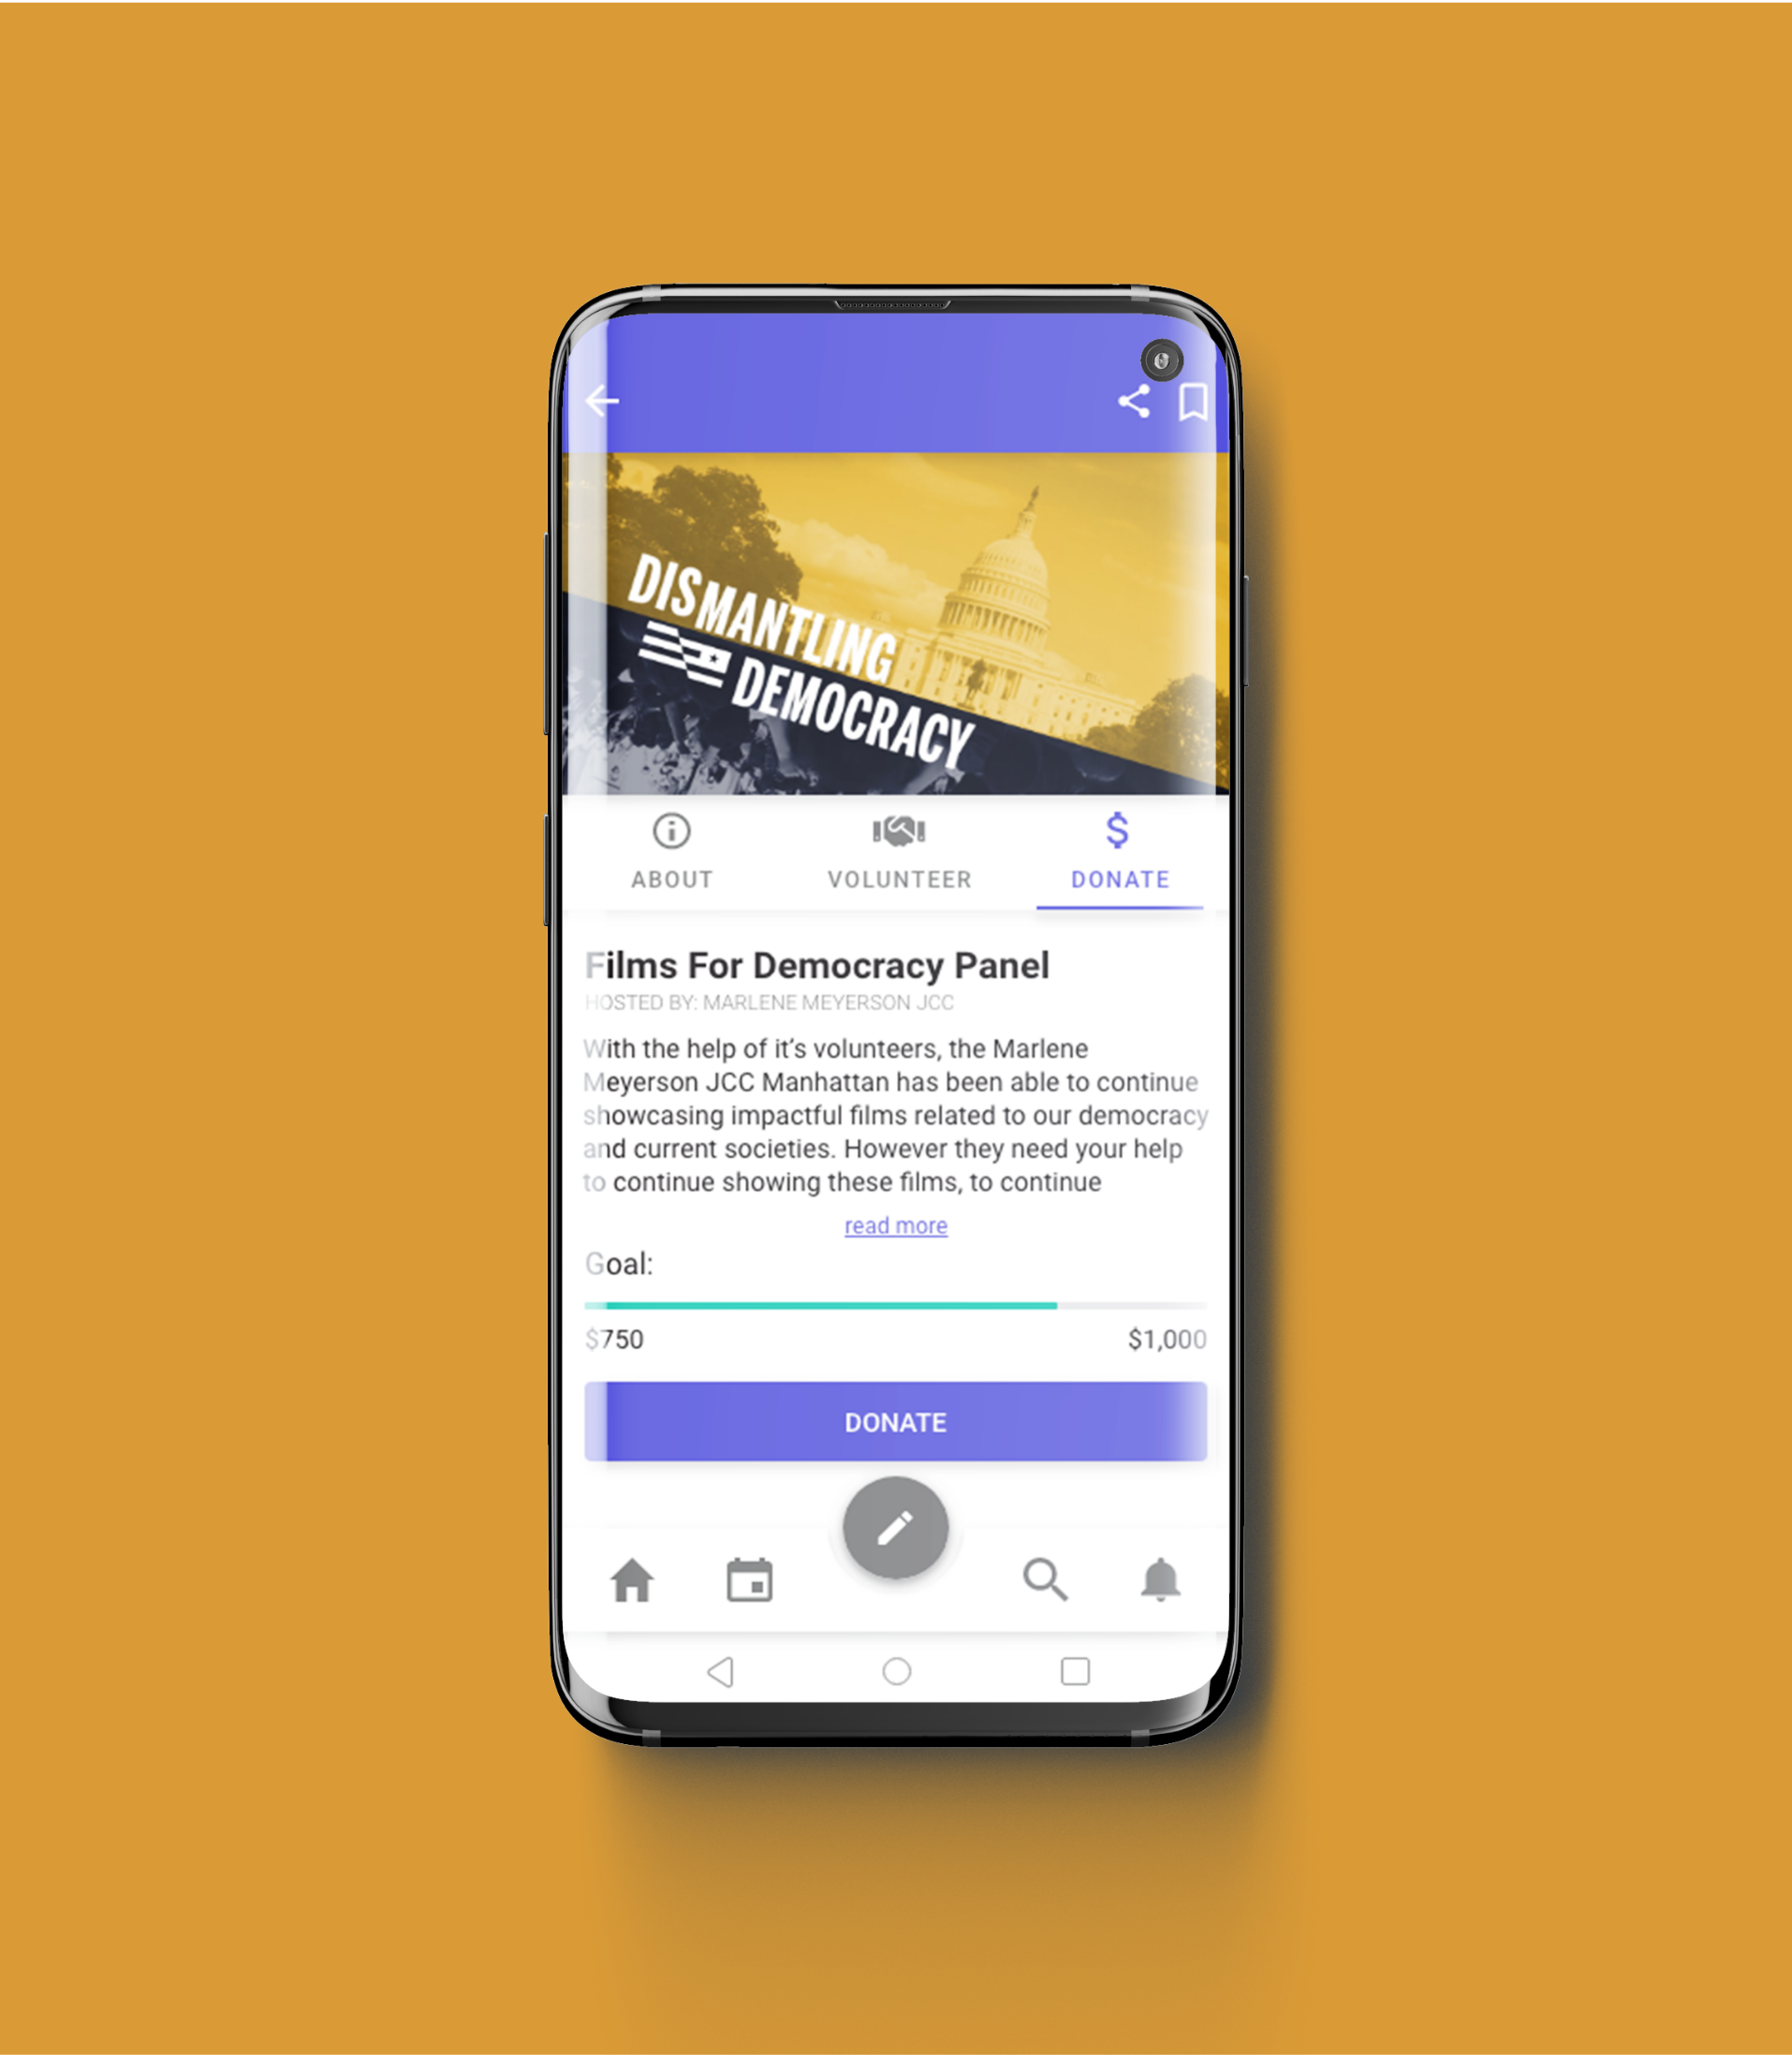 DISMANTLING
DEMOCRACY
ABOUT
VOLUNTEER
$
DONATE
Films For Democracy Panel
HOSTED BY: MARLENE MEYERSON JCC
With the help of it’s volunteers, the Marlene
Meyerson JCC Manhattan has been able to continue
showcasing impactful films related to our democracy
and current societies. However they need your help
to continue showing these films, to continue
read more
Goal:
$750
$1,000
DONATE